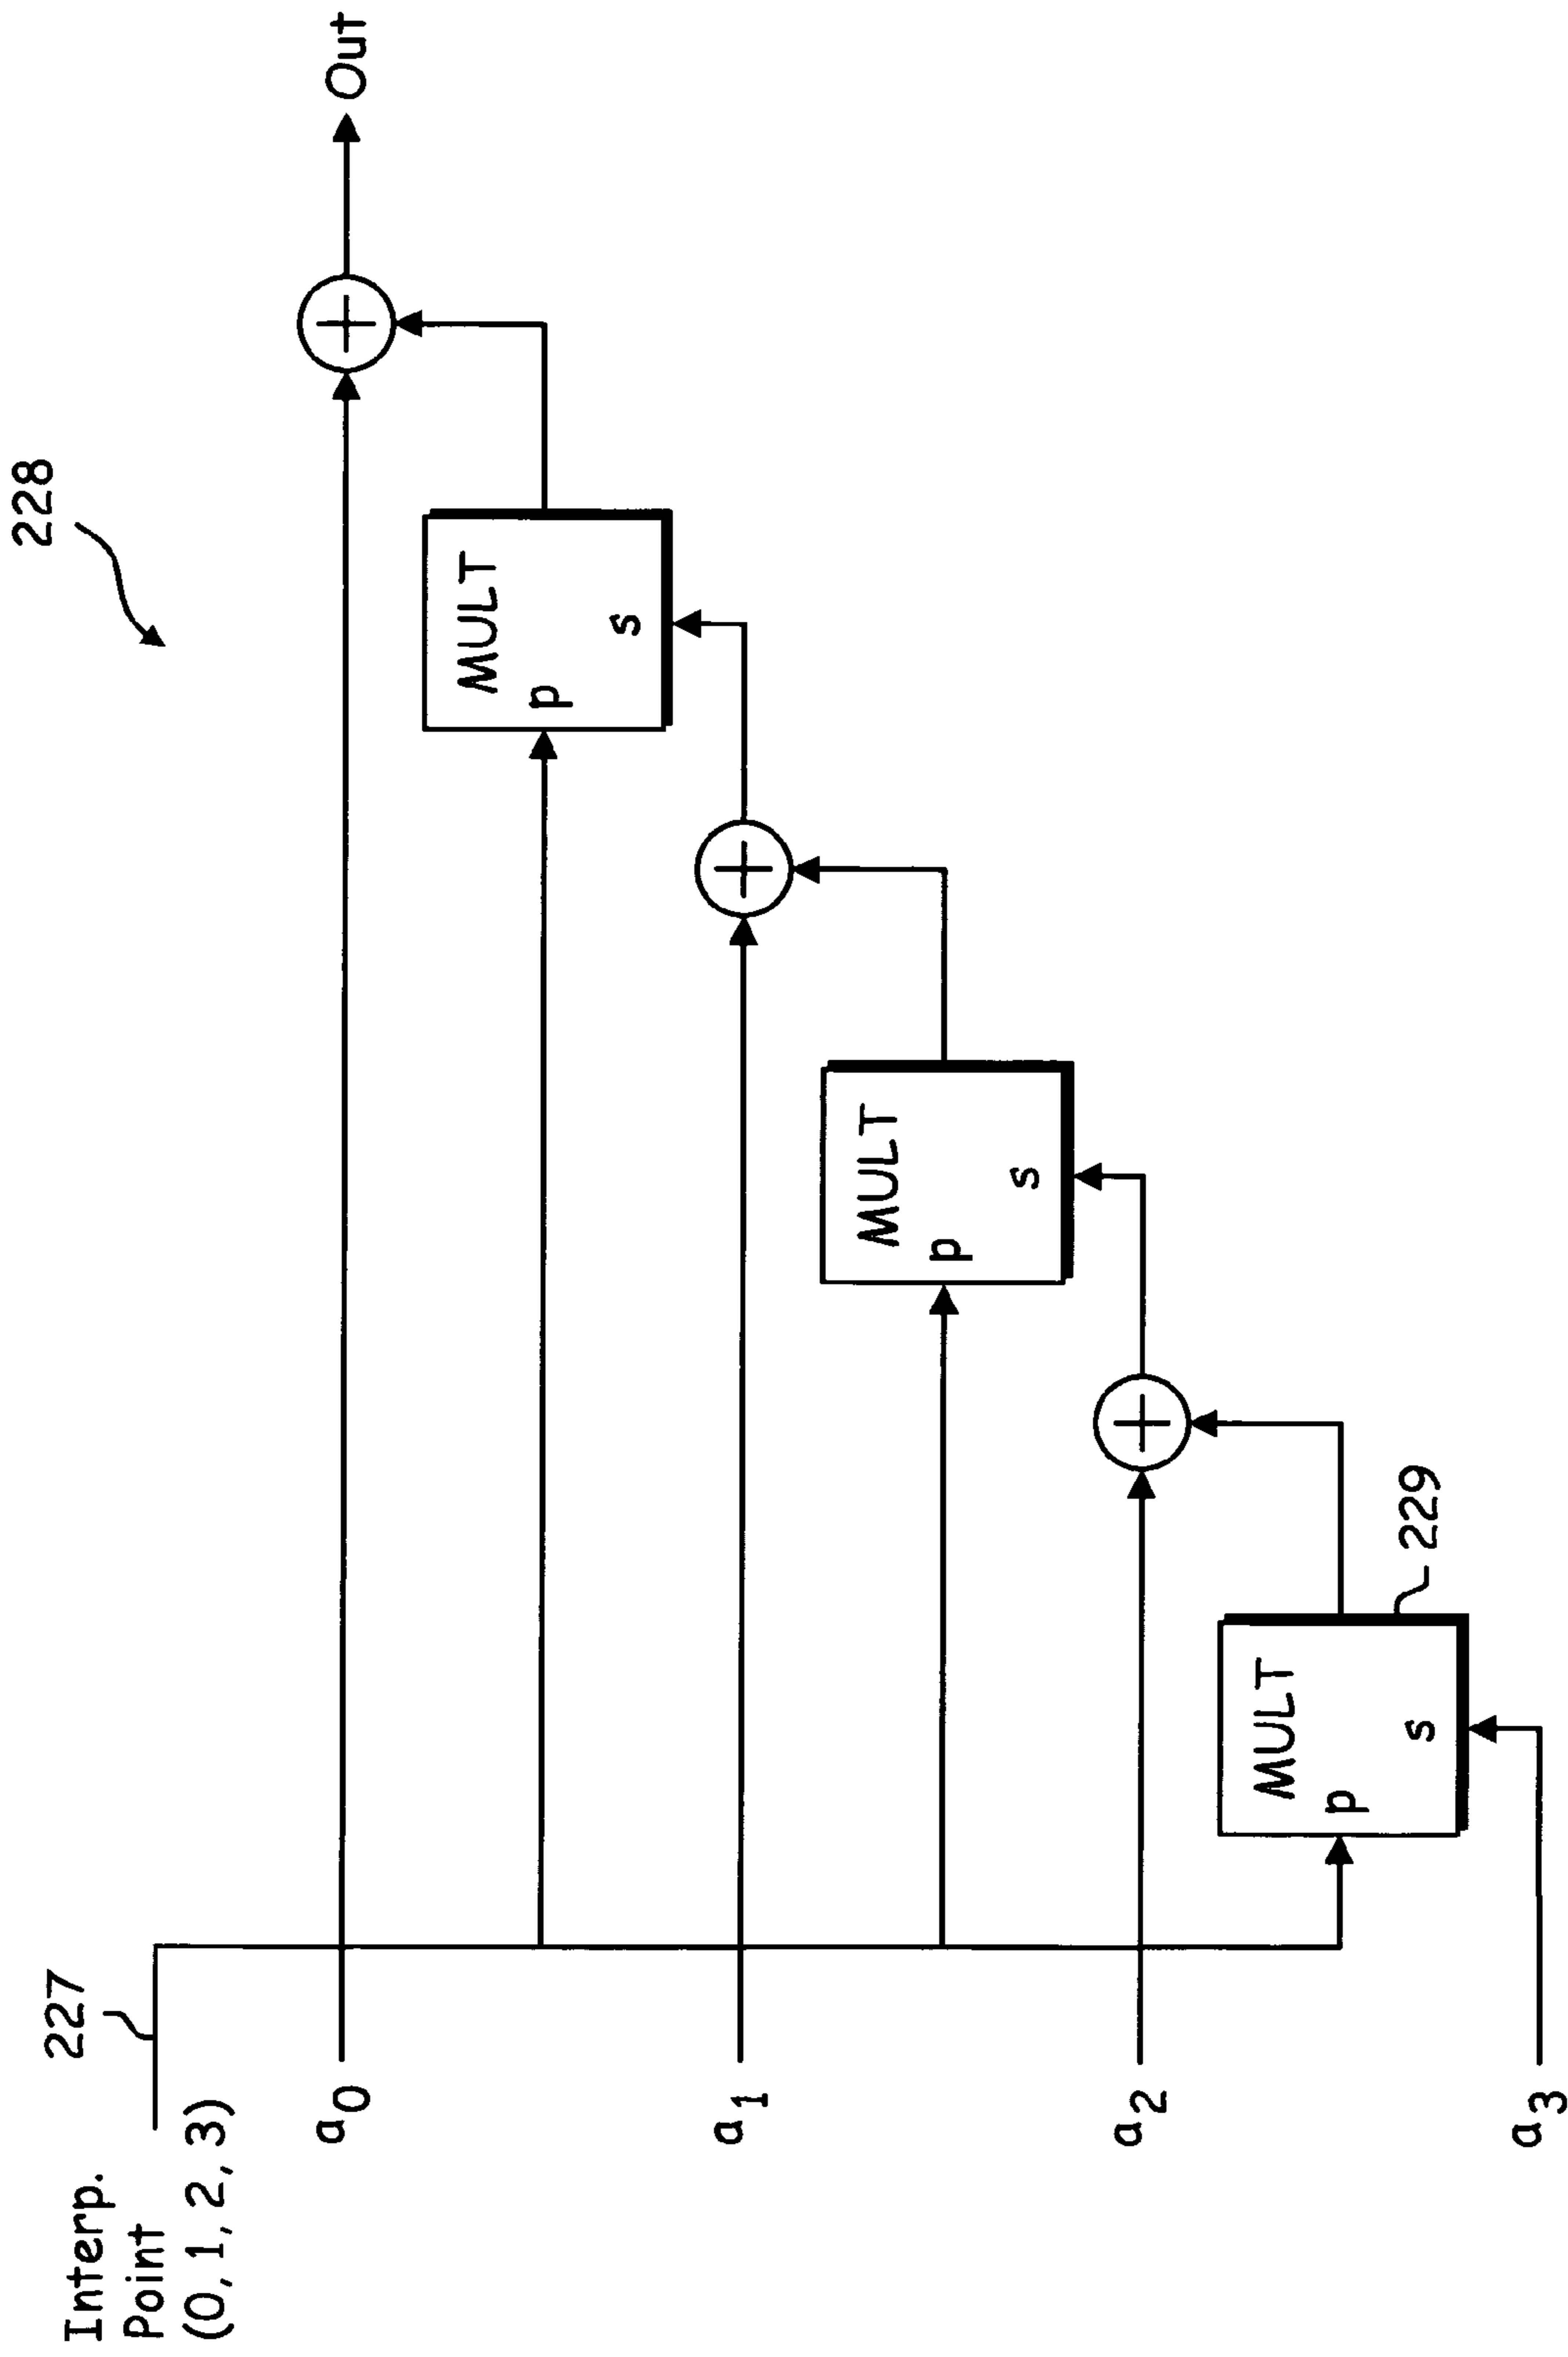 228
Out
MULT
p
s
MULT
p
s
MULT
p
s
229
227
Interp.
Point
(0, 1, 2, 3)
a0
a1
a2
a3